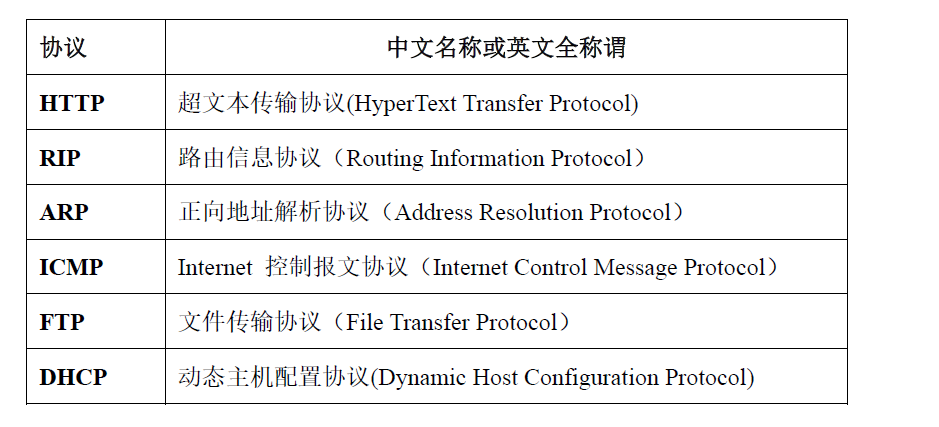 协议 中文名称或英文全称谓
HTTP 超文本传输协议(HyperText Transfer Protocol)
RIP 路由信息协议（Routing Information Protocol）
ARP 正向地址解析协议（Address Resolution Protocol）
ICMP Internet 控制报文协议（Internet Control Message Protocol）
FTP 文件传输协议（File Transfer Protocol）
DHCP 动态主机配置协议(Dynamic Host Configuration Protocol)